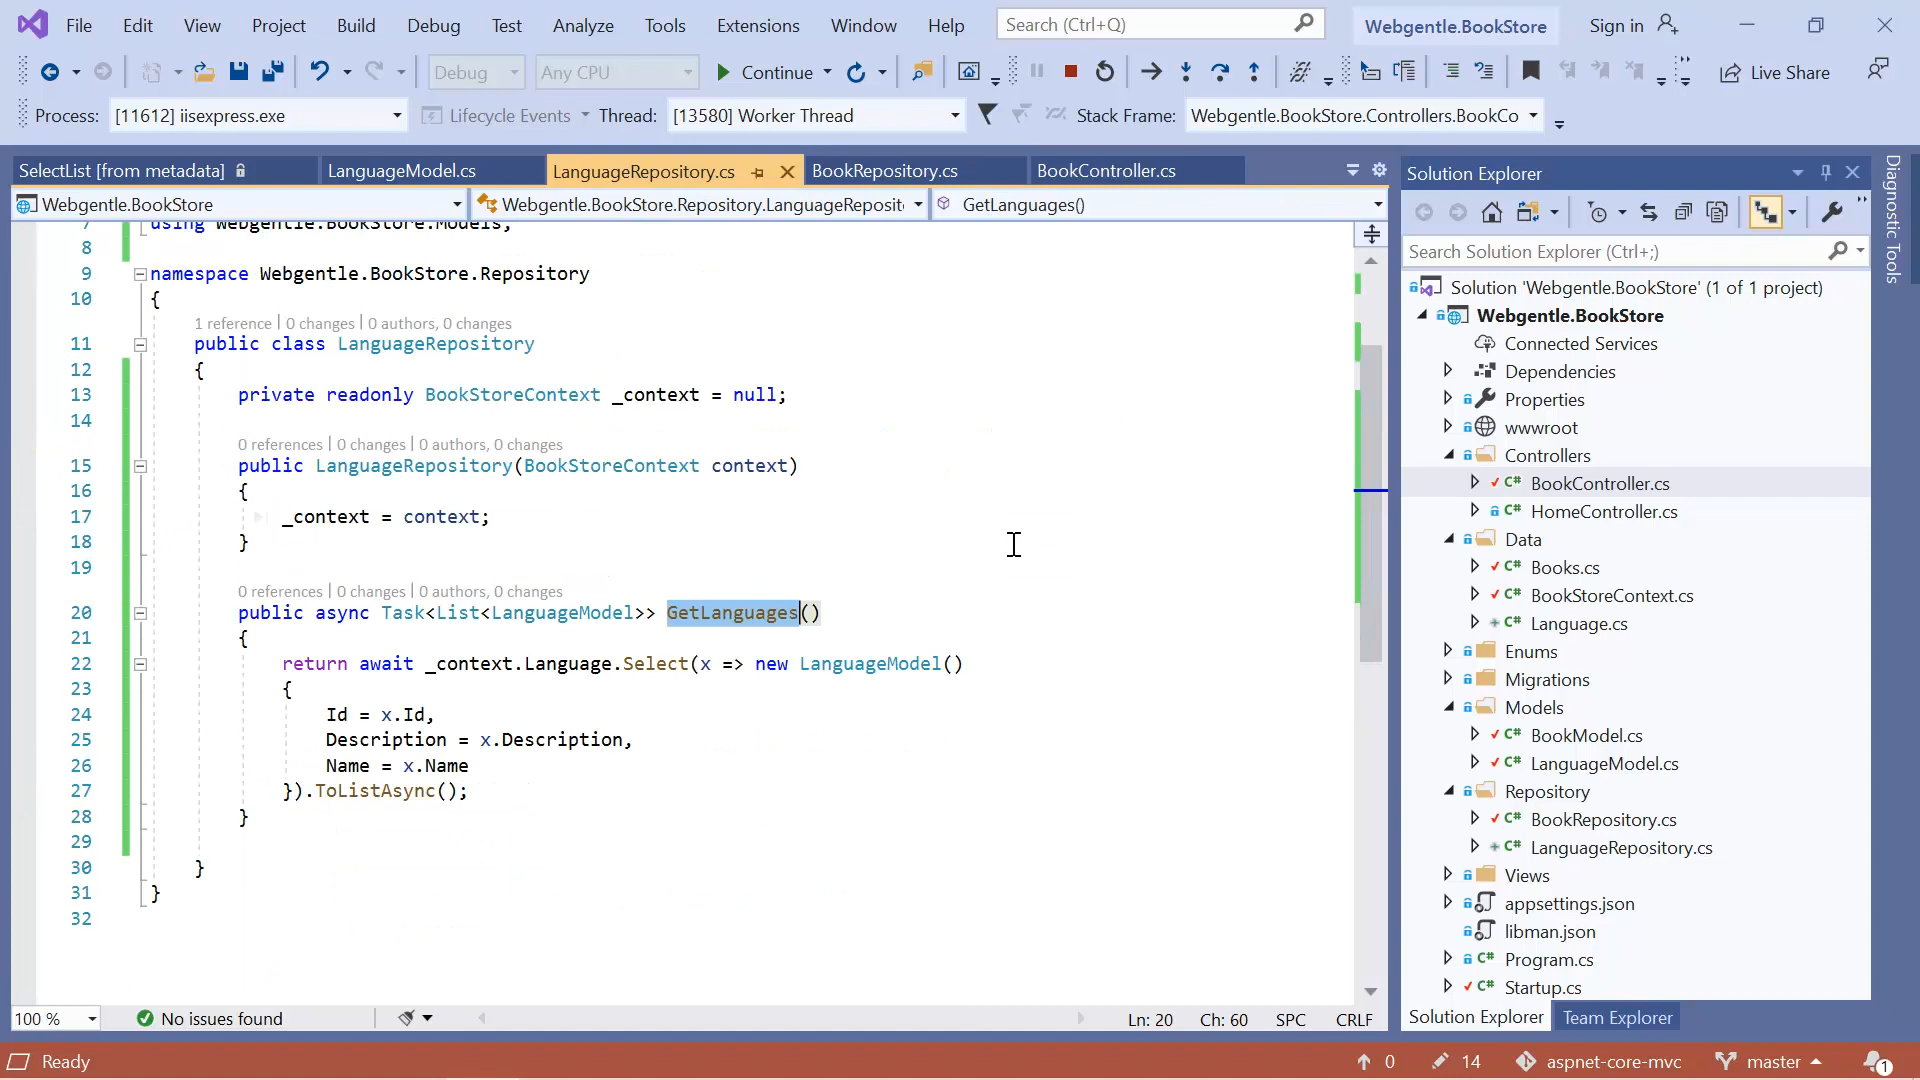 File Edit View Project Build Debug Test Analyze Tools Extensions Window Help Search (Ctrl+Q) Webgentle.BookStore Sign in
Debug Any CPU Continue Live Share
Process: [11612] iisexpress.exe Lifecycle Events Thread: [13580] Worker Thread Stack Frame: Webgentle.BookStore.Controllers.BookCo
SelectList [from metadata] LanguageModel.cs LanguageRepository.cs BookRepository.cs BookController.cs
Webgentle.BookStore Webgentle.BookStore.Repository.LanguageReposit GetLanguages()
7 using Webgentle.BookStore.Models;
8
9 namespace Webgentle.BookStore.Repository
10 {
1 reference | 0 changes | 0 authors, 0 changes
11 public class LanguageRepository
12 {
13 private readonly BookStoreContext _context = null;
14
0 references | 0 changes | 0 authors, 0 changes
15 public LanguageRepository(BookStoreContext context)
16 {
17 _context = context;
18 }
19
0 references | 0 changes | 0 authors, 0 changes
20 public async Task<List<LanguageModel>> GetLanguages()
21 {
22 return await _context.Language.Select(x => new LanguageModel()
23 {
24 Id = x.Id,
25 Description = x.Description,
26 Name = x.Name
27 }).ToListAsync();
28 }
29
30 }
31 }
32
100 % No issues found Ln: 20 Ch: 60 SPC CRLF
Solution Explorer
Search Solution Explorer (Ctrl+;)
Solution 'Webgentle.BookStore' (1 of 1 project)
Webgentle.BookStore
Connected Services
Dependencies
Properties
wwwroot
Controllers
C# BookController.cs
C# HomeController.cs
Data
C# Books.cs
C# BookStoreContext.cs
C# Language.cs
Enums
Migrations
Models
C# BookModel.cs
C# LanguageModel.cs
Repository
C# BookRepository.cs
C# LanguageRepository.cs
Views
appsettings.json
libman.json
C# Program.cs
C# Startup.cs
Solution Explorer Team Explorer
Diagnostic Tools
Ready 0 14 aspnet-core-mvc master 1